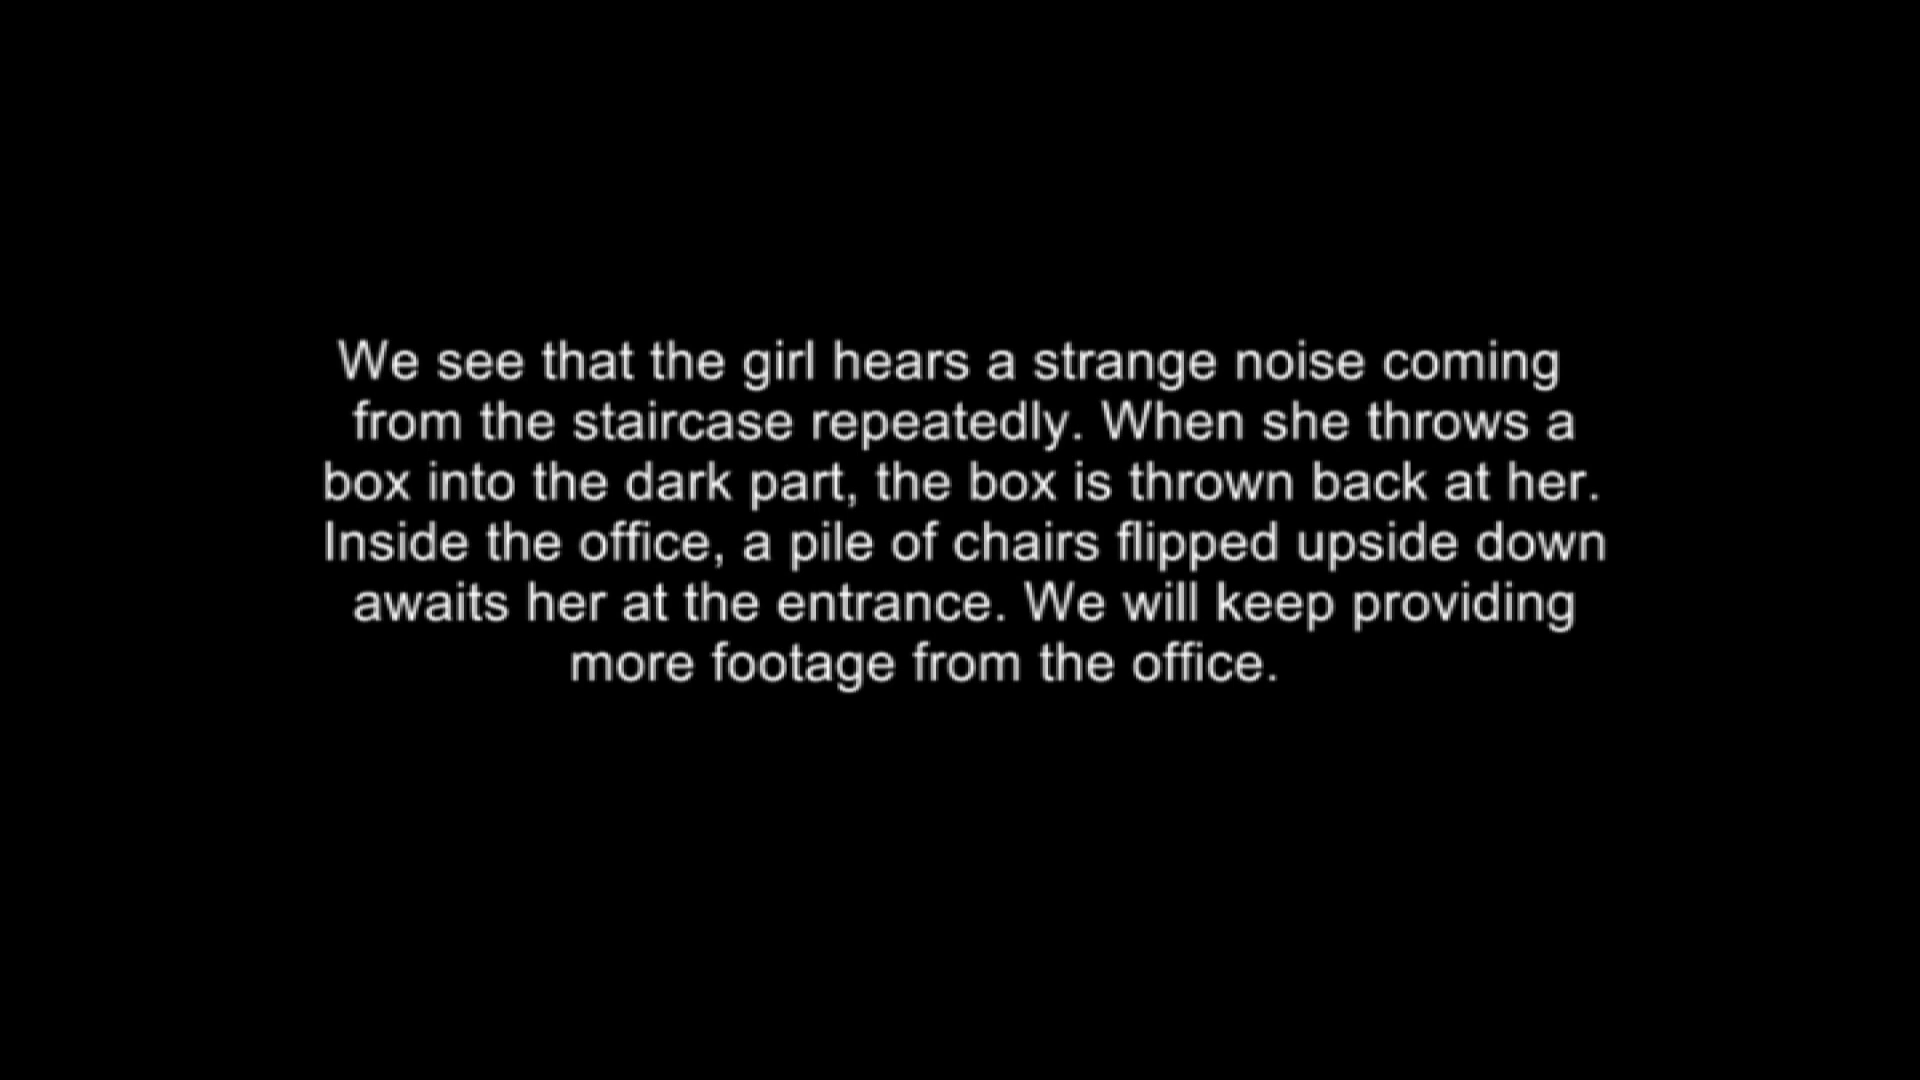 We see that the girl hears a strange noise coming
from the staircase repeatedly. When she throws a
box into the dark part, the box is thrown back at her.
Inside the office, a pile of chairs flipped upside down
awaits her at the entrance. We will keep providing
more footage from the office.